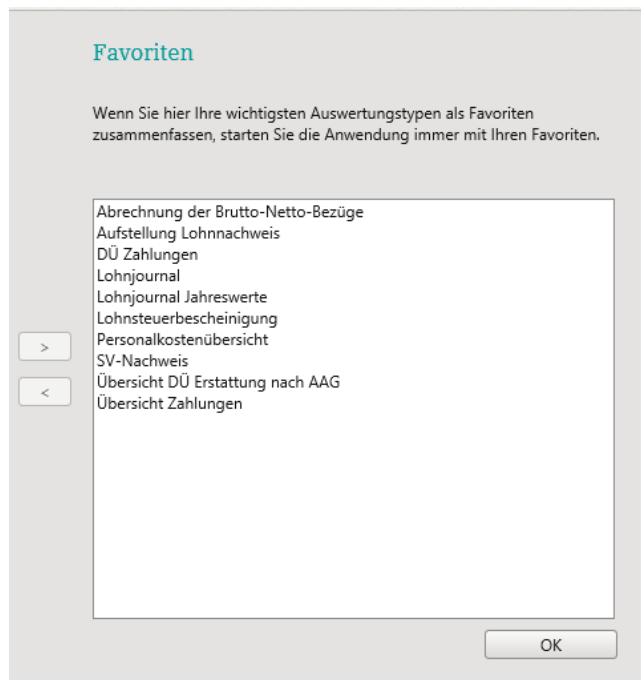 Favoriten
Wenn Sie hier Ihre wichtigsten Auswertungstypen als Favoriten
zusammenfassen, starten Sie die Anwendung immer mit Ihren Favoriten.
Abrechnung der Brutto-Netto-Bezüge
Aufstellung Lohnnachweis
DÜ Zahlungen
Lohnjournal
Lohnjournal Jahreswerte
Lohnsteuerbescheinigung
Personalkostenübersicht
SV-Nachweis
Übersicht DÜ Erstattung nach AAG
Übersicht Zahlungen
>
<
OK